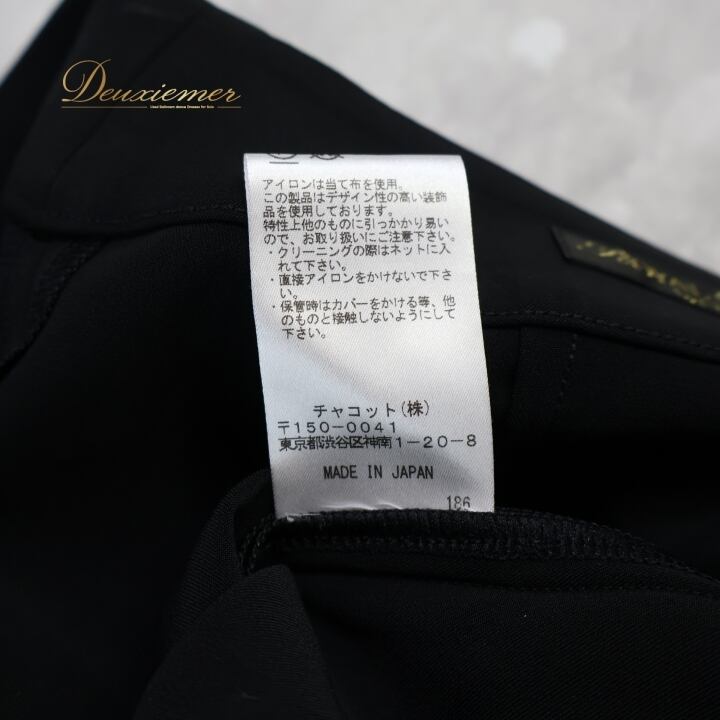 Deuxiemer
Used Ballroom dance Dresses for Sale
アイロンは当て布を使用。
この製品はデザイン性の高い装飾
品を使用しております。
特性上他のものに引っかかり易い
ので、お取り扱いにご注意下さい。
・クリーニングの際はネットに入
れて下さい。
・直接アイロンをかけないで下さ
い。
・保管時はカバーをかける等、他
のものと接触しないようにして
下さい。
チャコット(株)
〒150-0041
東京都渋谷区神南1-20-8
MADE IN JAPAN
186